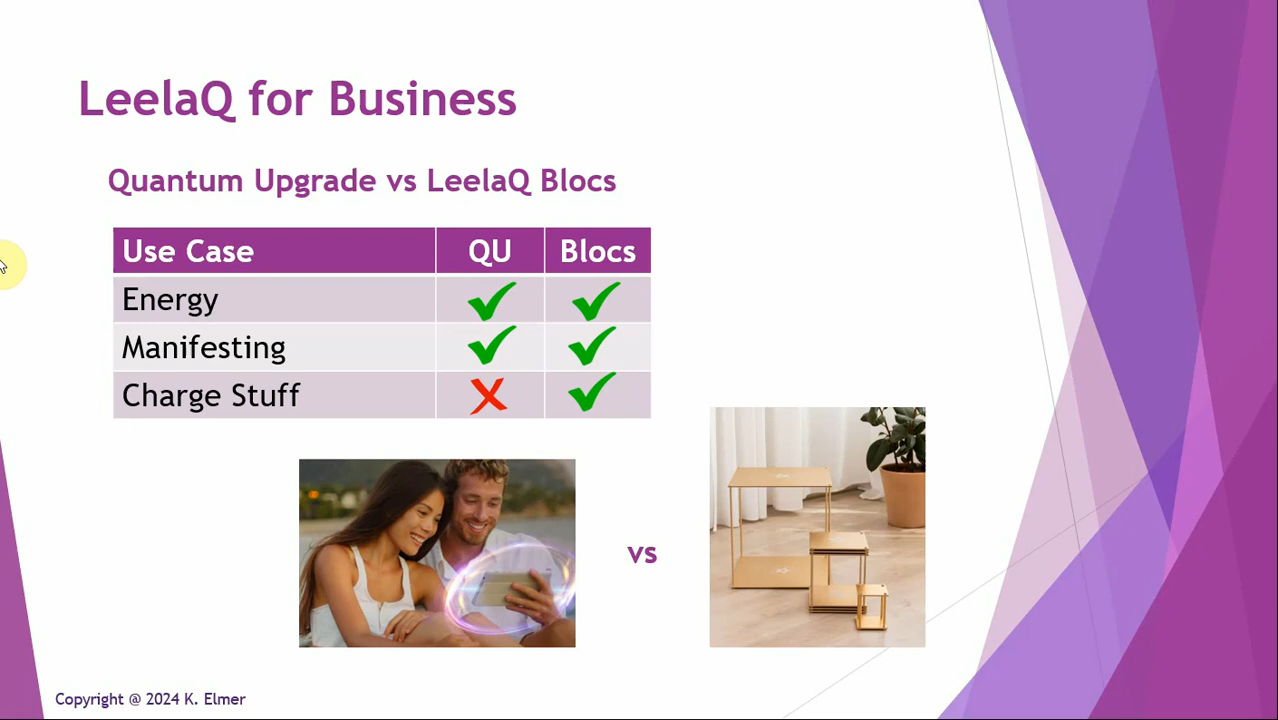 LeelaQ for Business
Quantum Upgrade vs LeelaQ Blocs
Use Case QU Blocs
Energy
Manifesting
Charge Stuff
vs
Copyright @ 2024 K. Elmer